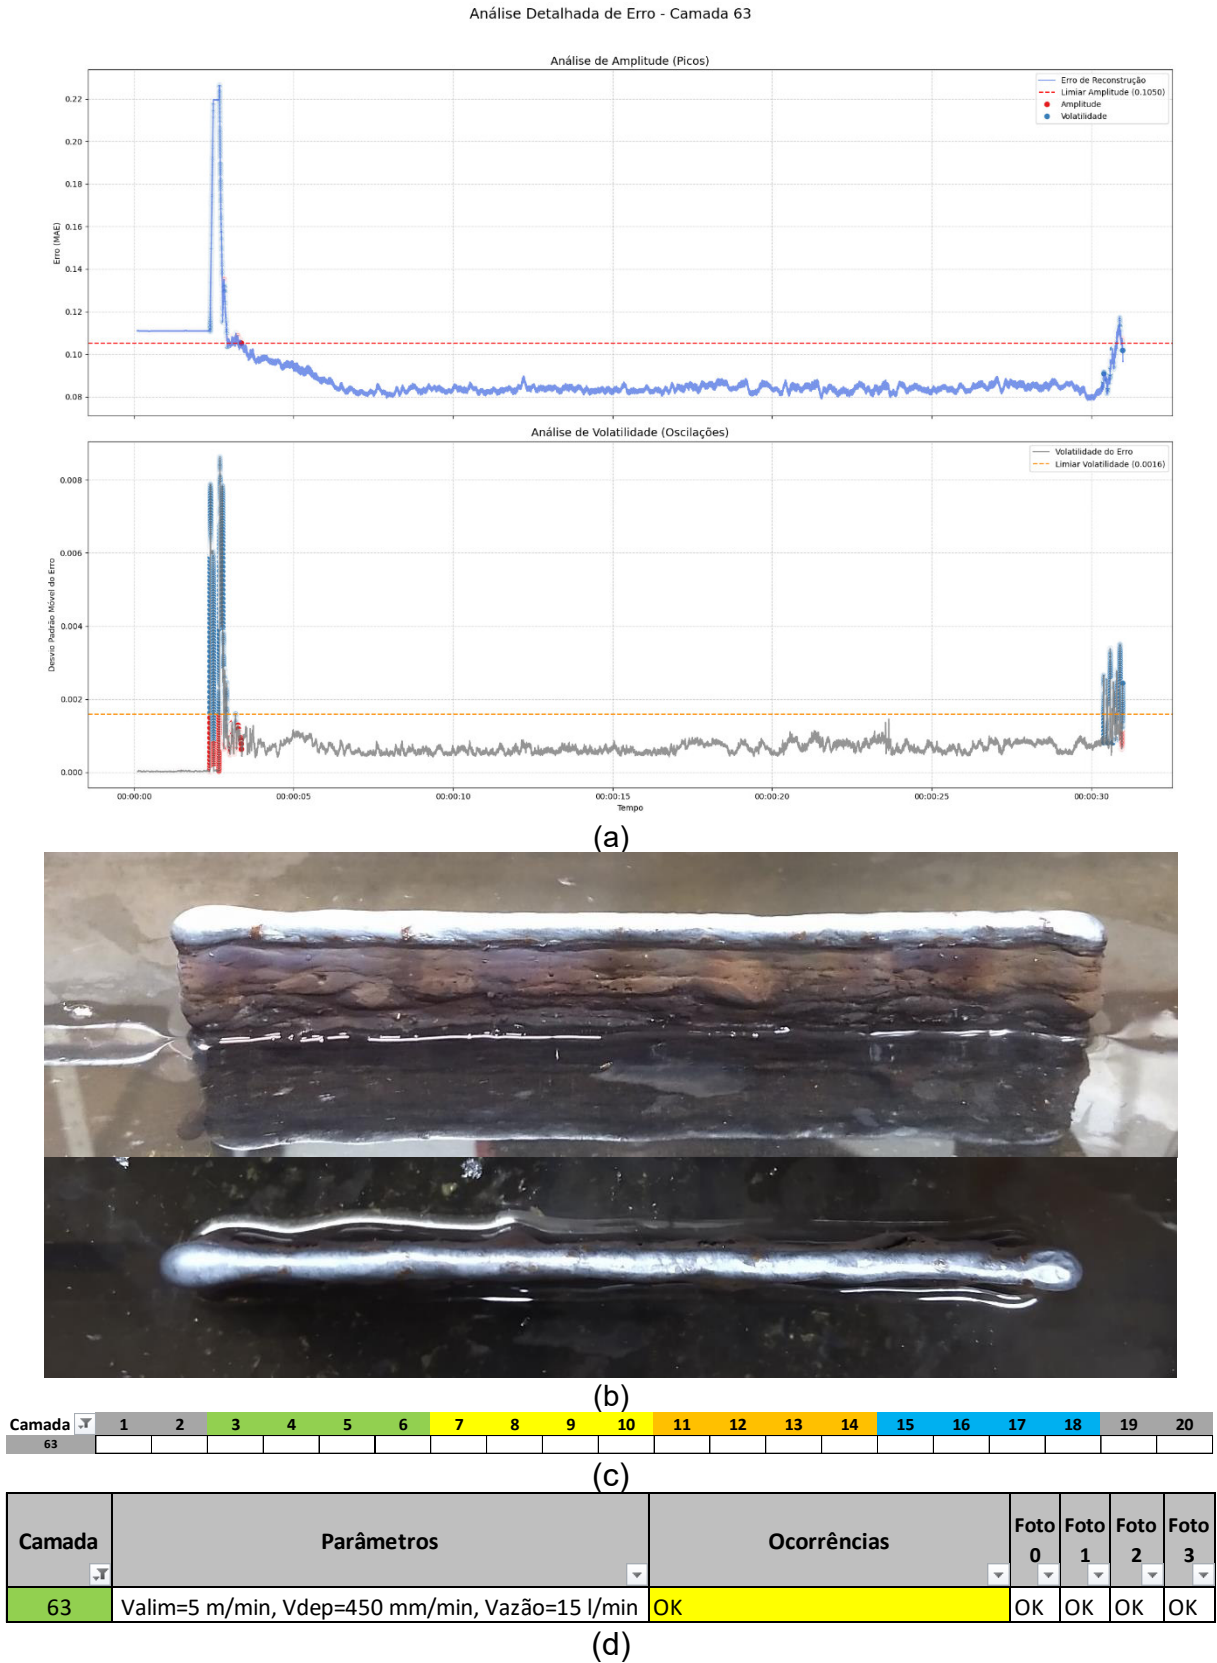 Análise Detalhada de Erro - Camada 63
Análise de Amplitude (Picos)
Erro de Reconstrução
Limiar Amplitude (0.1050)
Amplitude
Volatilidade
0.22
0.20
0.18
0.16
0.14
0.12
0.10
0.08
Erro (MAE)
Análise de Volatilidade (Oscilações)
Volatilidade do Erro
Limiar Volatilidade (0.0016)
0.008
0.006
0.004
0.002
0.000
Desvio Padrão Móvel do Erro
00:00:00 00:00:05 00:00:10 00:00:15 00:00:20 00:00:25 00:00:30
Tempo
(a)
(b)
Camada 1 2 3 4 5 6 7 8 9 10 11 12 13 14 15 16 17 18 19 20
63
(c)
Camada Parâmetros Ocorrências Foto 0 Foto 1 Foto 2 Foto 3
63 Valim=5 m/min, Vdep=450 mm/min, Vazão=15 l/min OK OK OK OK OK
(d)